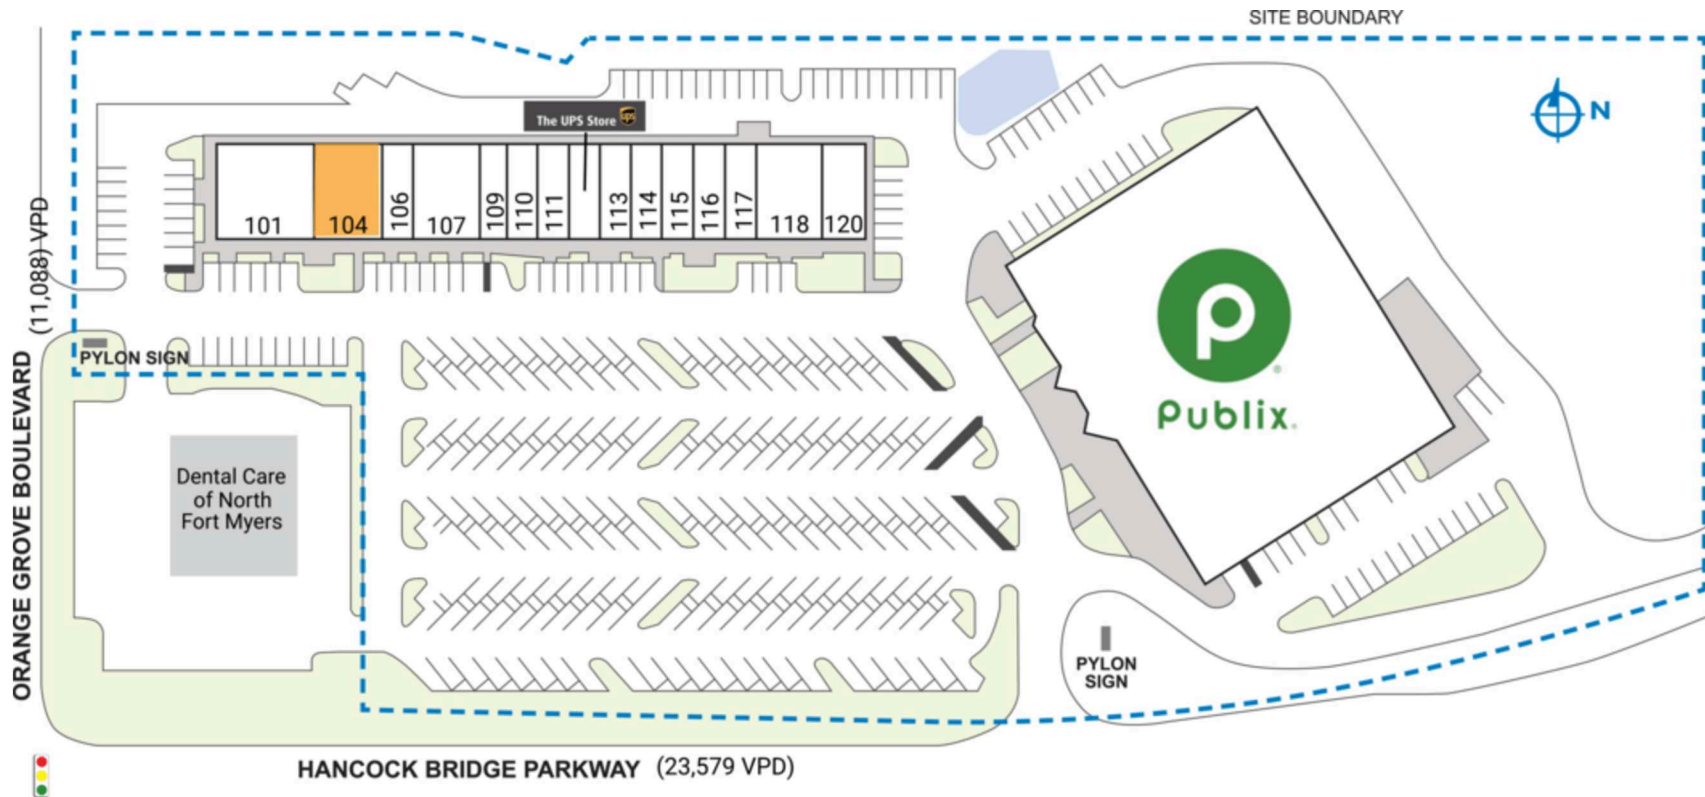 SITE BOUNDARY
The UPS Store
ups
N
101
104
106
107
109
110
111
113
114
115
116
117
118
120
(11,088) VPD
ORANGE GROVE BOULEVARD
PYLON SIGN
Publix®
Publix.
Dental Care
of North
Fort Myers
PYLON
SIGN
HANCOCK BRIDGE PARKWAY (23,579 VPD)